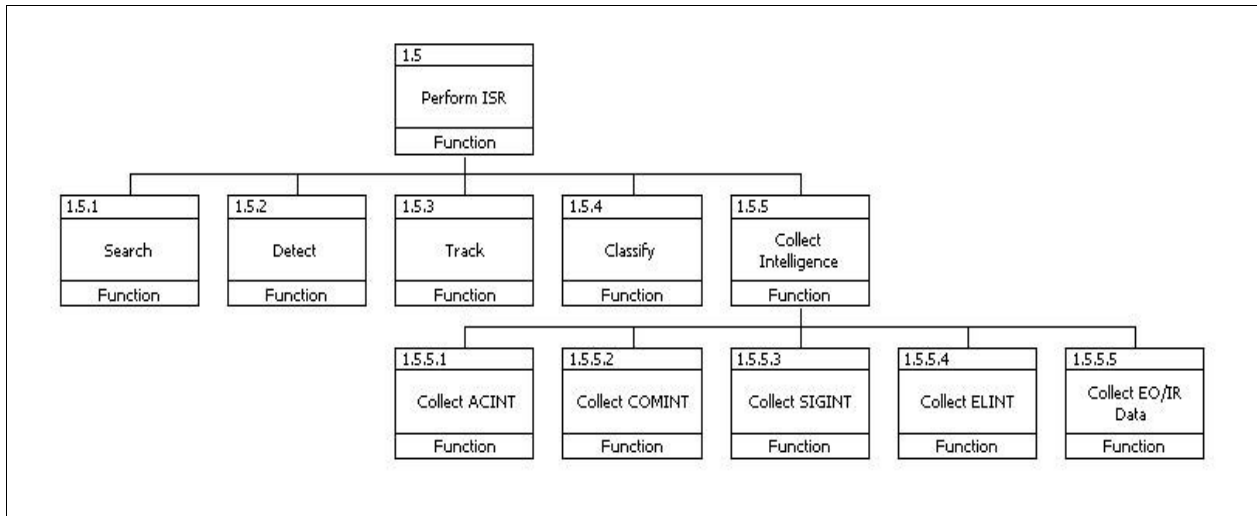 1.5
Perform ISR
Function
1.5.1
Search
Function
1.5.2
Detect
Function
1.5.3
Track
Function
1.5.4
Classify
Function
1.5.5
Collect
Intelligence
Function
1.5.5.1
Collect ACINT
Function
1.5.5.2
Collect COMINT
Function
1.5.5.3
Collect SIGINT
Function
1.5.5.4
Collect ELINT
Function
1.5.5.5
Collect EO/IR
Data
Function